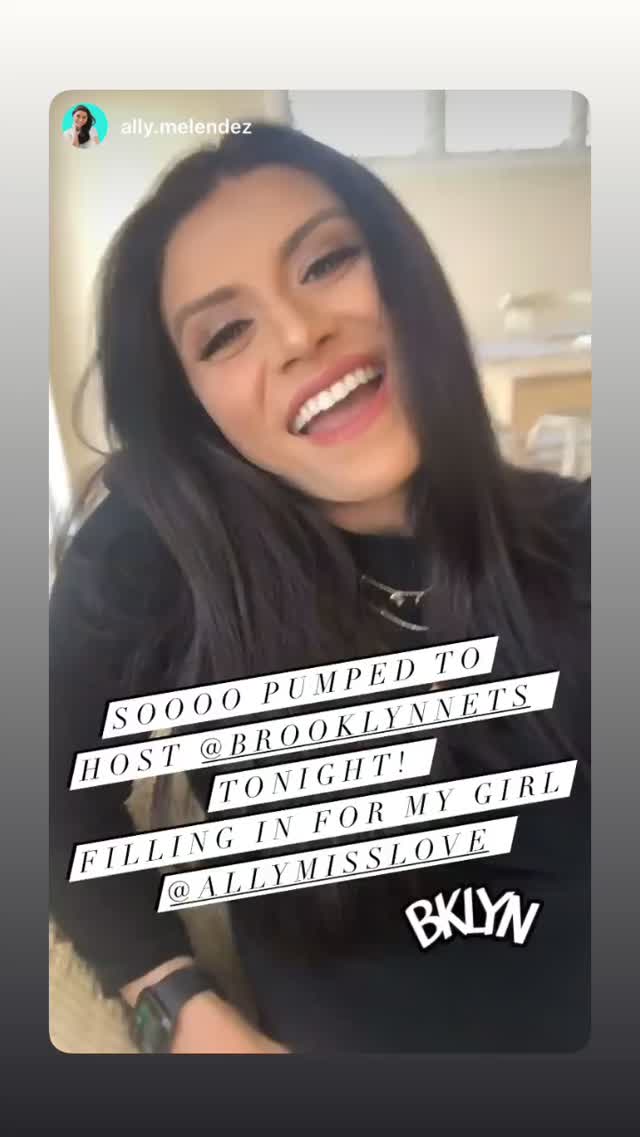 ally.melendez
SOOOO PUMPED TO
HOST @BROOKLYNNETS
TONIGHT!
FILLING IN FOR MY GIRL
@ALLYMISSLOVE
BKLYN